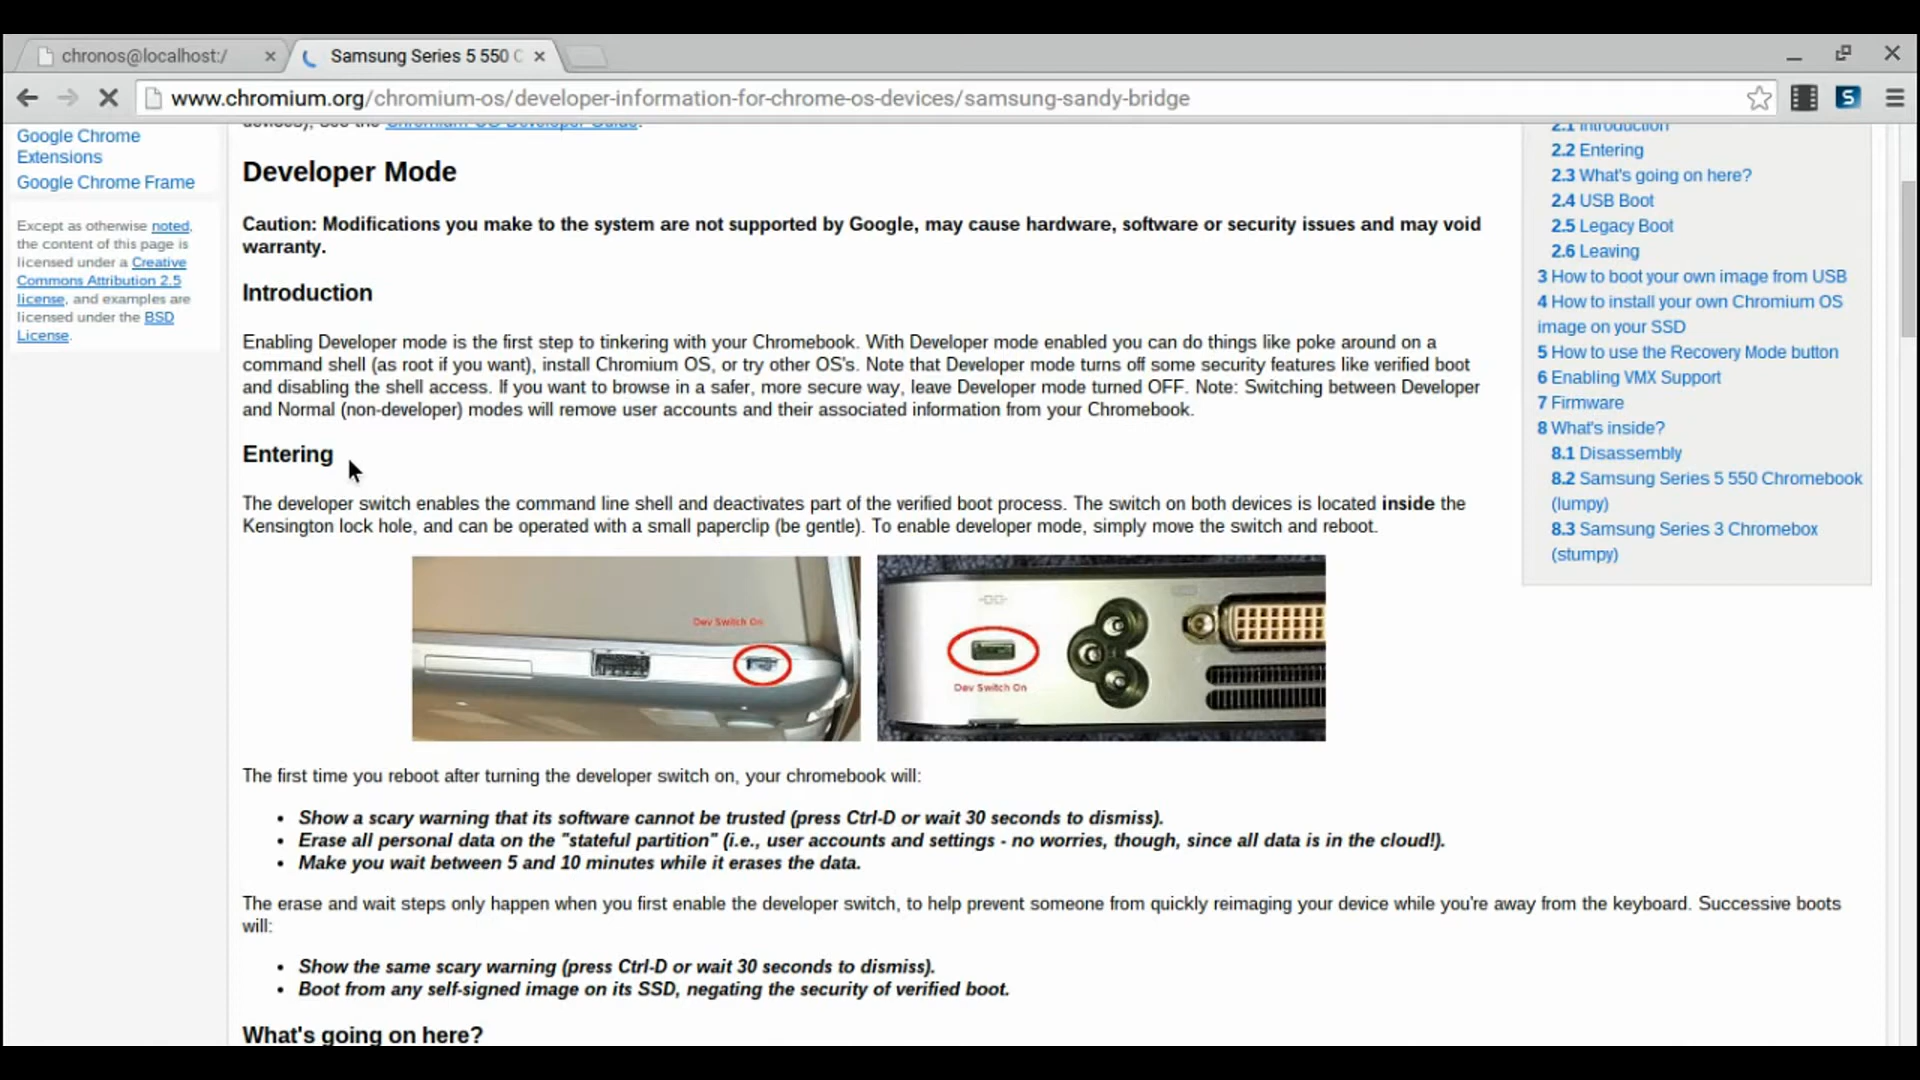 chronos@localhost:/
Samsung Series 5 550 C
www.chromium.org/chromium-os/developer-information-for-chrome-os-devices/samsung-sandy-bridge
S
Google Chrome
Extensions
Google Chrome Frame
Except as otherwise noted,
the content of this page is
licensed under a Creative
Commons Attribution 2.5
license, and examples are
licensed under the BSD
License.
devices), see the Chromium OS Developer Guide.
Developer Mode
Caution: Modifications you make to the system are not supported by Google, may cause hardware, software or security issues and may void
warranty.
Introduction
Enabling Developer mode is the first step to tinkering with your Chromebook. With Developer mode enabled you can do things like poke around on a
command shell (as root if you want), install Chromium OS, or try other OS's. Note that Developer mode turns off some security features like verified boot
and disabling the shell access. If you want to browse in a safer, more secure way, leave Developer mode turned OFF. Note: Switching between Developer
and Normal (non-developer) modes will remove user accounts and their associated information from your Chromebook.
Entering
The developer switch enables the command line shell and deactivates part of the verified boot process. The switch on both devices is located inside the
Kensington lock hole, and can be operated with a small paperclip (be gentle). To enable developer mode, simply move the switch and reboot.
Dev Switch On
Dev Switch On
The first time you reboot after turning the developer switch on, your chromebook will:
• Show a scary warning that its software cannot be trusted (press Ctrl-D or wait 30 seconds to dismiss).
• Erase all personal data on the "stateful partition" (i.e., user accounts and settings - no worries, though, since all data is in the cloud!).
• Make you wait between 5 and 10 minutes while it erases the data.
The erase and wait steps only happen when you first enable the developer switch, to help prevent someone from quickly reimaging your device while you're away from the keyboard. Successive boots
will:
• Show the same scary warning (press Ctrl-D or wait 30 seconds to dismiss).
• Boot from any self-signed image on its SSD, negating the security of verified boot.
What's going on here?
2.1 Introduction
2.2 Entering
2.3 What's going on here?
2.4 USB Boot
2.5 Legacy Boot
2.6 Leaving
3 How to boot your own image from USB
4 How to install your own Chromium OS
image on your SSD
5 How to use the Recovery Mode button
6 Enabling VMX Support
7 Firmware
8 What's inside?
8.1 Disassembly
8.2 Samsung Series 5 550 Chromebook
(lumpy)
8.3 Samsung Series 3 Chromebox
(stumpy)